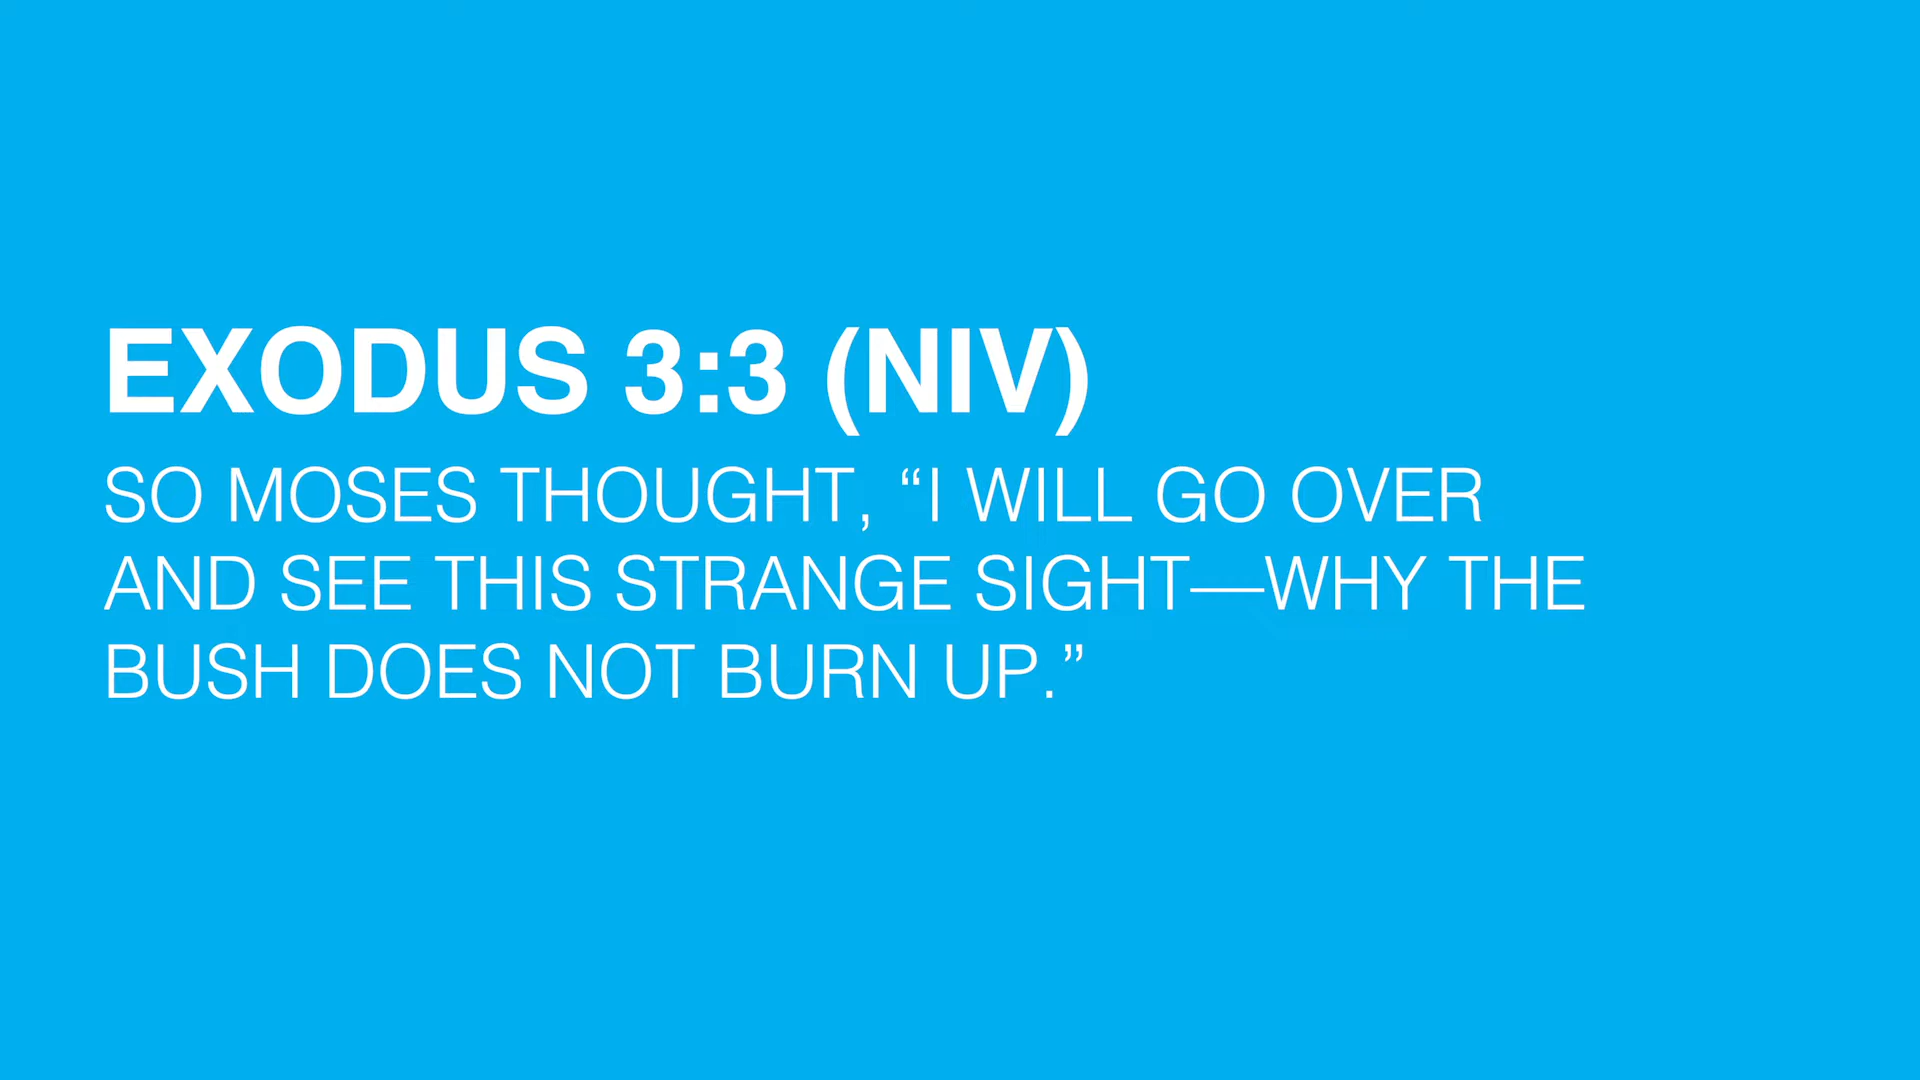 EXODUS 3:3 (NIV)
SO MOSES THOUGHT, “I WILL GO OVER
AND SEE THIS STRANGE SIGHT—WHY THE
BUSH DOES NOT BURN UP.”